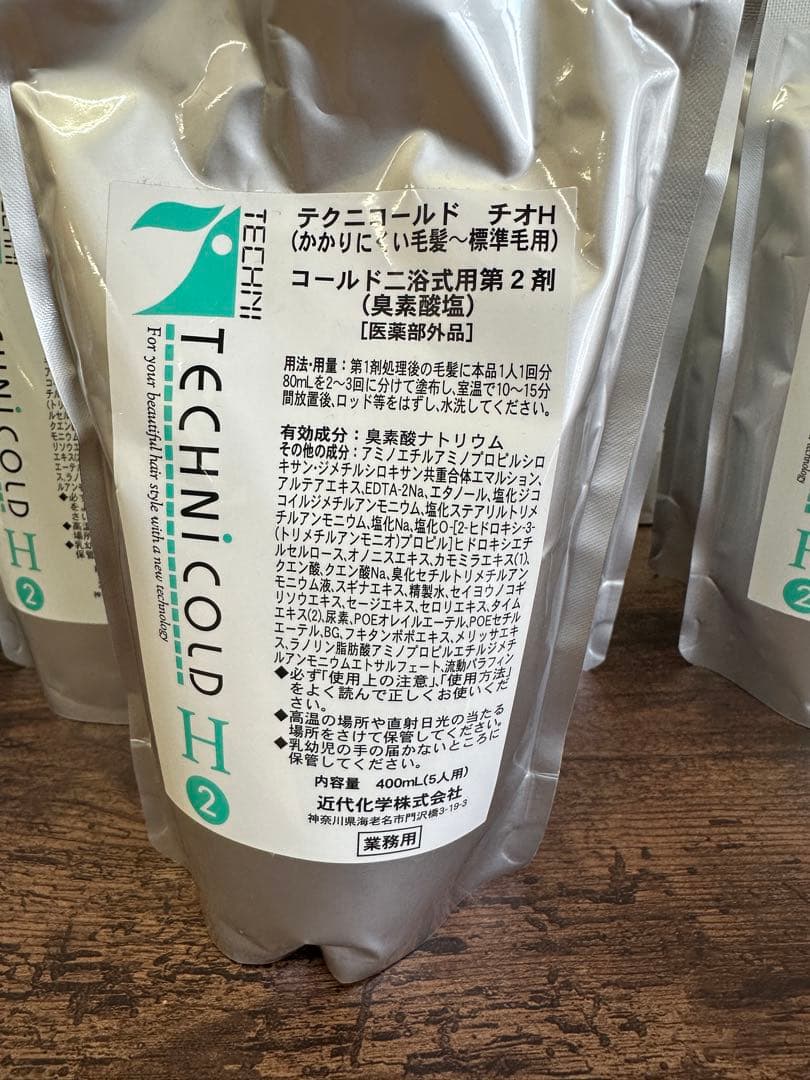 テクニコールド チオH
(かかりにくい毛髪～標準毛用)
コールド二浴式用第2剤
(臭素酸塩)
[医薬部外品]
用法・用量：第1剤処理後の毛髪に本品1人1回分
80mLを2～3回に分けて塗布し、室温で10～15分
間放置後、ロッド等をはずし、水洗してください。
有効成分：臭素酸ナトリウム
その他の成分：アミノエチルアミノプロピルシロ
キサン・ジメチルシロキサン共重合体エマルション、
アルテアエキス、EDTA-2Na、エタノール、塩化ジコ
コイルジメチルアンモニウム、塩化ステアリルトリメ
チルアンモニウム、塩化Na、塩化O-[2-ヒドロキシ-3-
(トリメチルアンモニオ)プロピル]ヒドロキシエチ
ルセルロース、オノニスエキス、カモミラエキス(1)、
クエン酸、クエン酸Na、臭化セチルトリメチルアン
モニウム液、スギナエキス、精製水、セイヨウノコギ
リソウエキス、セージエキス、セロリエキス、タイム
エキス(2)、尿素、POEオレイルエーテル、POEセチル
エーテル、BG、フキタンポポエキス、メリッサエキ
ス、ラノリン脂肪酸アミノプロピルエチルジメチ
ルアンモニウムエトサルフェート、流動パラフィン
◆必ず「使用上の注意」、「使用方法」
をよく読んで正しくお使いくだ
さい。
◆高温の場所や直射日光の当たる
場所をさけて保管してください。
◆乳幼児の手の届かないところに
保管してください。
内容量 400mL(5人用)
近代化学株式会社
神奈川県海老名市門沢橋3-19-3
業務用
TECHNI
TECHNiCOLD H
2
For your beautiful hair style with a new technology
CHNiCOLD H
2